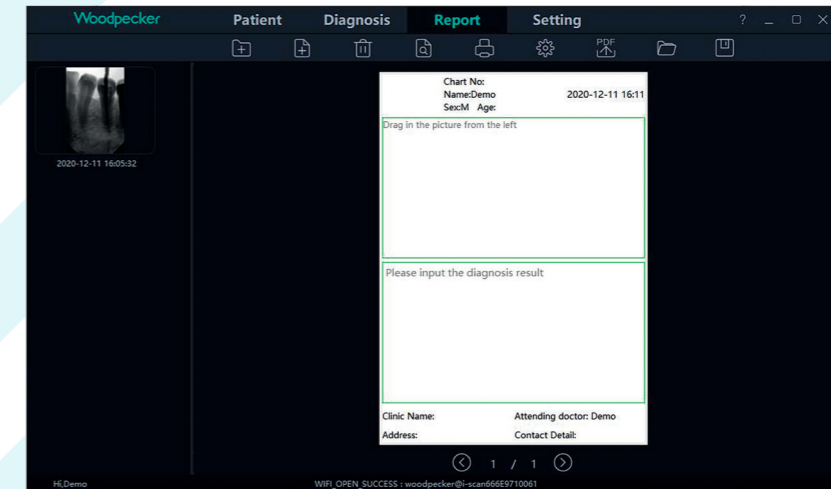 Woodpecker Patient Diagnosis Report Setting ?
PDF
2020-12-11 16:05:32
Chart No:
Name:Demo 2020-12-11 16:11
Sex:M Age:
Drag in the picture from the left
Please input the diagnosis result
Clinic Name: Attending doctor: Demo
Address: Contact Detail:
1 / 1
Hi,Demo WIFI_OPEN_SUCCESS : woodpecker@i-scan666E9710061